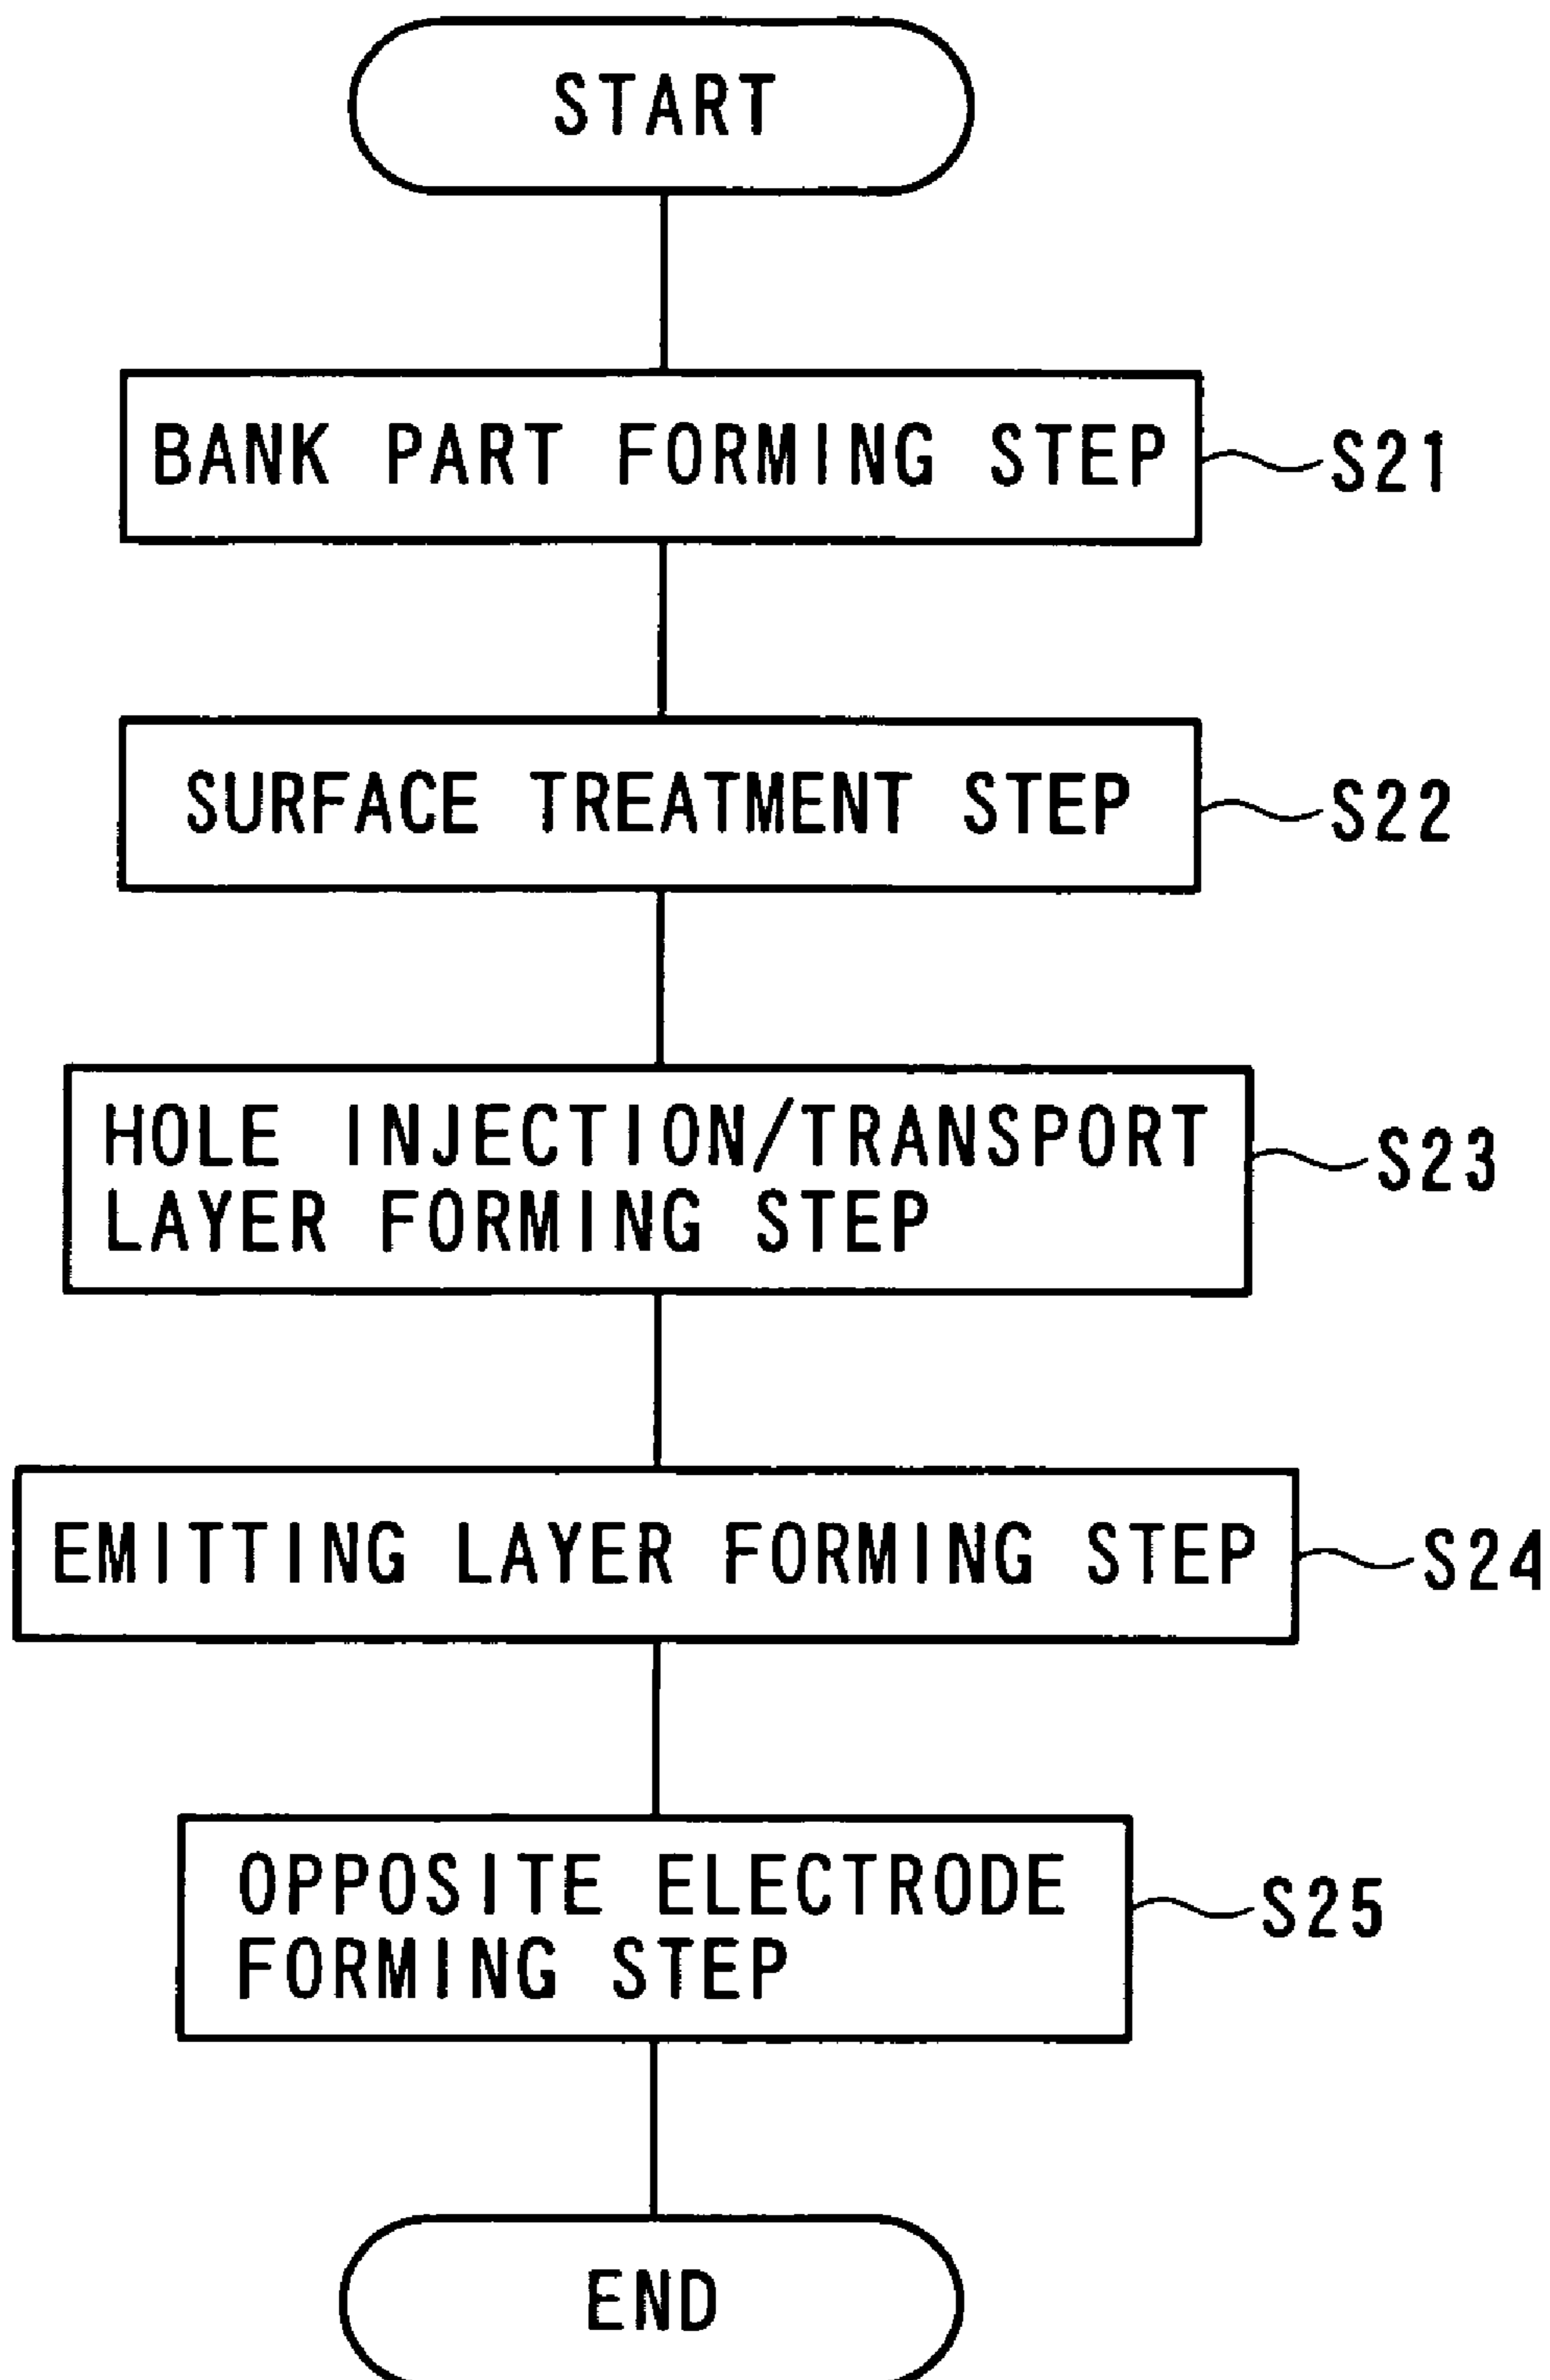 START
BANK PART FORMING STEP
S21
SURFACE TREATMENT STEP
S22
HOLE INJECTION/TRANSPORT
LAYER FORMING STEP
S23
EMITTING LAYER FORMING STEP
S24
OPPOSITE ELECTRODE
FORMING STEP
S25
END